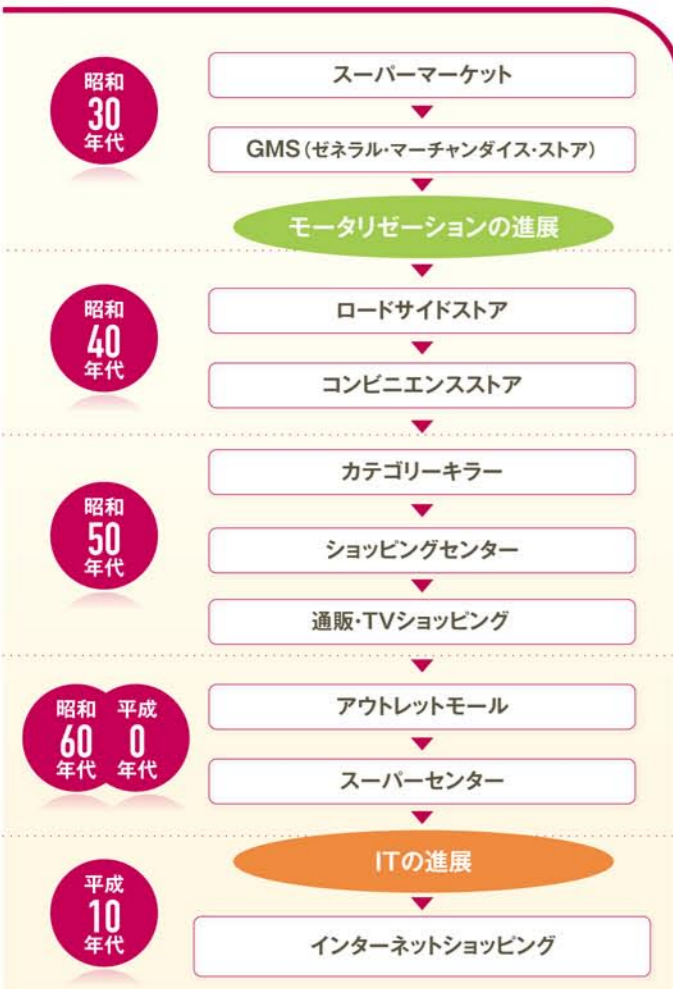 昭和
30
年代
スーパーマーケット
GMS(ゼネラル・マーチャンダイス・ストア)
モータリゼーションの進展
昭和
40
年代
ロードサイドストア
コンビニエンスストア
昭和
50
年代
カテゴリーキラー
ショッピングセンター
通販・TVショッピング
昭和
60
年代
平成
0
年代
アウトレットモール
スーパーセンター
ITの進展
平成
10
年代
インターネットショッピング